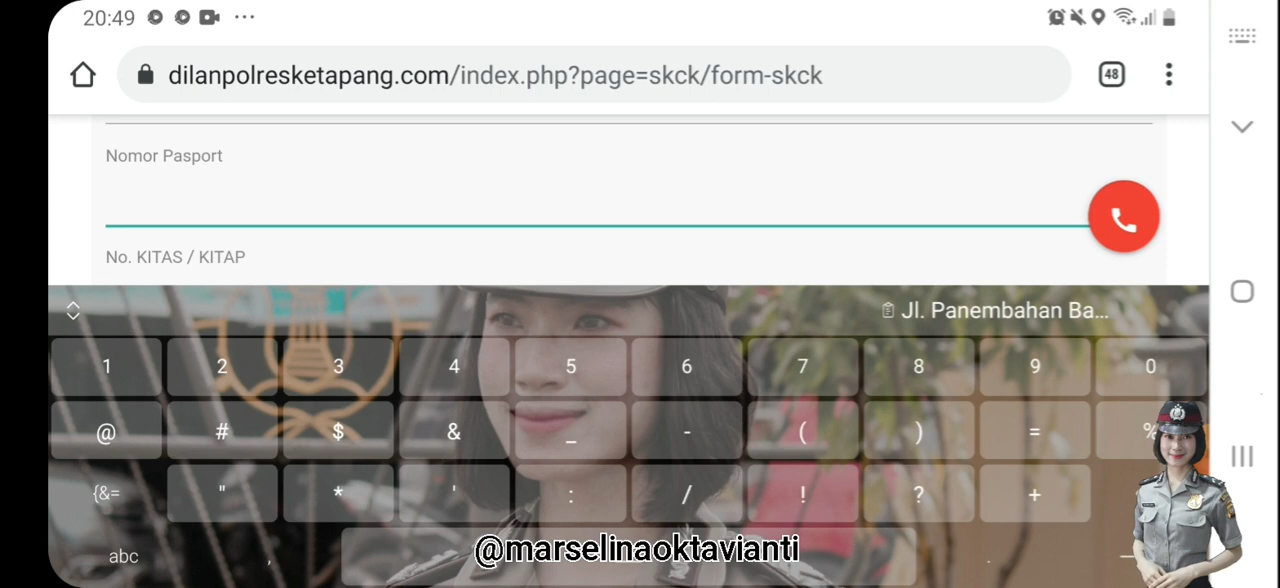 20:49
dilanpolresketapang.com/index.php?page=skck/form-skck
48
Nomor Pasport
No. KITAS / KITAP
Jl. Panembahan Ba...
1 2 3 4 5 6 7 8 9 0
@ # $ & _ - ( ) = %
{&= " * ' : / ! ? +
abc , .
@marselinaoktavianti